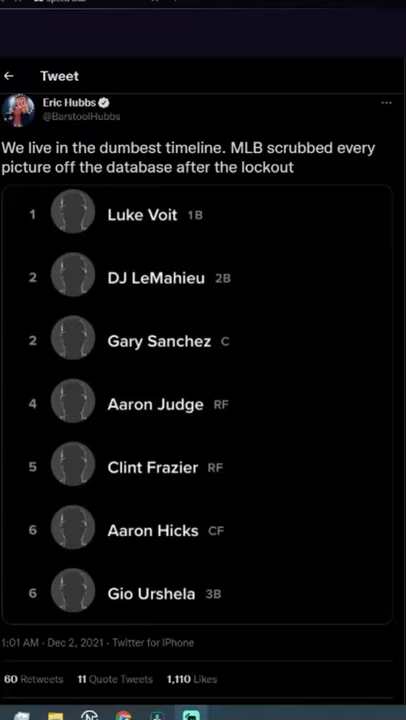 Tweet
Eric Hubbs
@BarstoolHubbs
We live in the dumbest timeline. MLB scrubbed every
picture off the database after the lockout
1 Luke Voit 1B
2 DJ LeMahieu 2B
2 Gary Sanchez C
4 Aaron Judge RF
5 Clint Frazier RF
6 Aaron Hicks CF
6 Gio Urshela 3B
1:01 AM · Dec 2, 2021 · Twitter for iPhone
60 Retweets 11 Quote Tweets 1,110 Likes